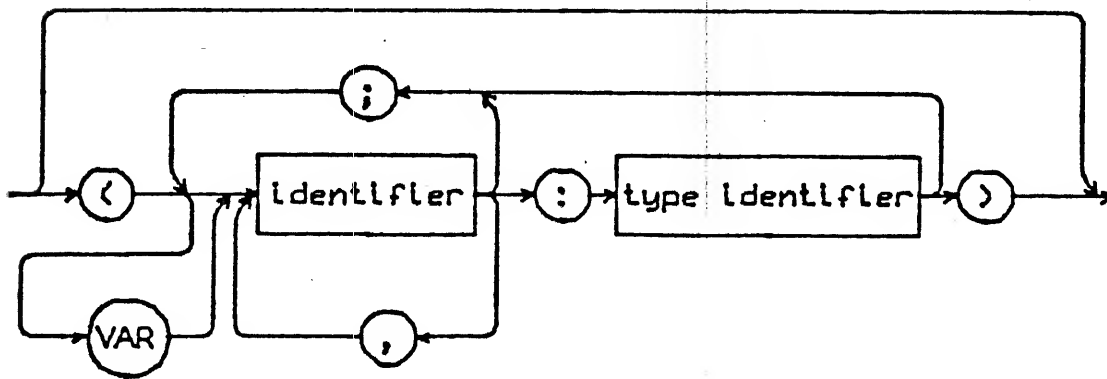 ;
( identifier : type identifier )
VAR ,